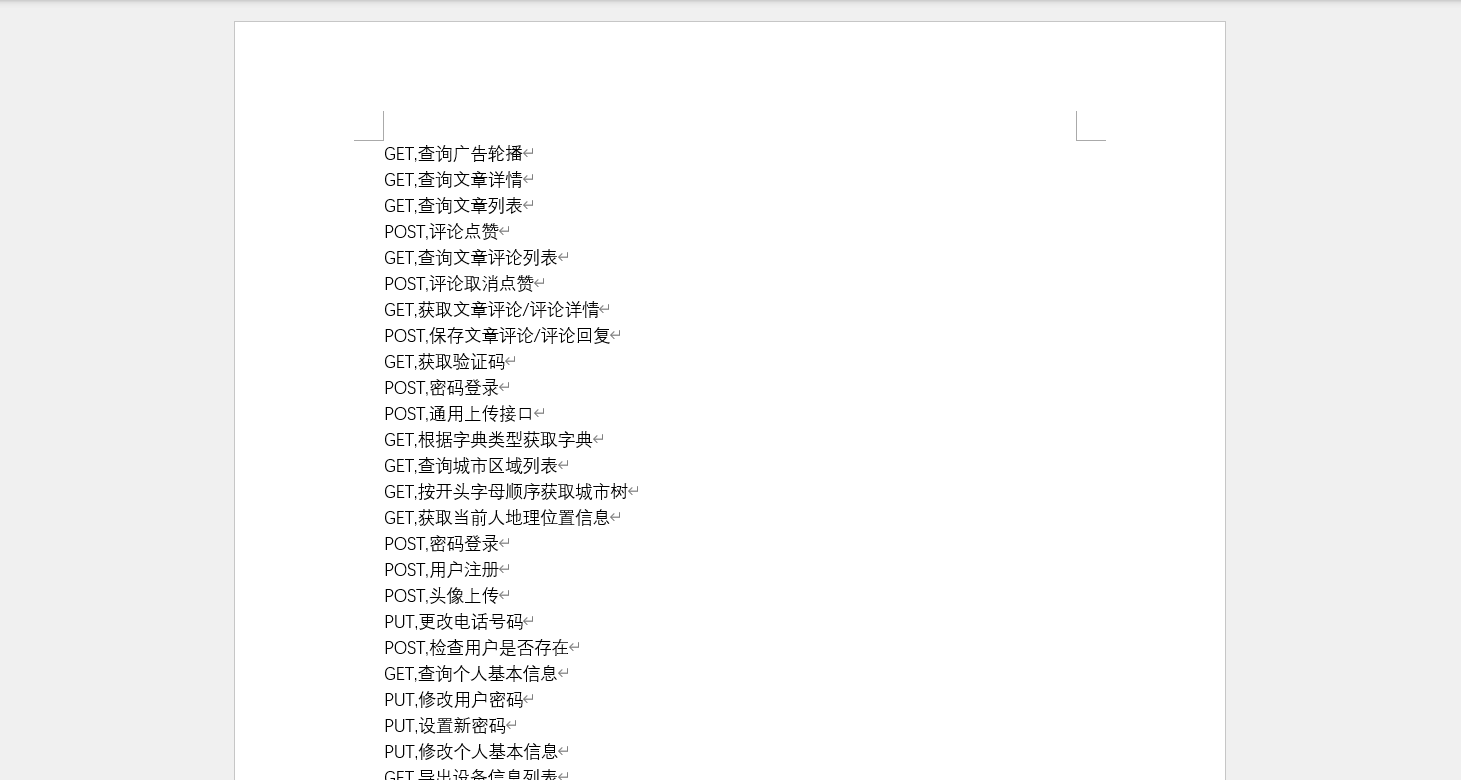 GET,查询广告轮播
GET,查询文章详情
GET,查询文章列表
POST,评论点赞
GET,查询文章评论列表
POST,评论取消点赞
GET,获取文章评论/评论详情
POST,保存文章评论/评论回复
GET,获取验证码
POST,密码登录
POST,通用上传接口
GET,根据字典类型获取字典
GET,查询城市区域列表
GET,按开头字母顺序获取城市树
GET,获取当前人地理位置信息
POST,密码登录
POST,用户注册
POST,头像上传
PUT,更改电话号码
POST,检查用户是否存在
GET,查询个人基本信息
PUT,修改用户密码
PUT,设置新密码
PUT,修改个人基本信息
GET,导出设备信息列表